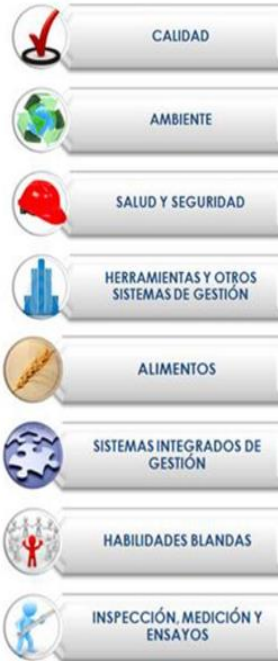 CALIDAD
AMBIENTE
SALUD Y SEGURIDAD
HERRAMIENTAS Y OTROS
SISTEMAS DE GESTIÓN
ALIMENTOS
SISTEMAS INTEGRADOS DE
GESTIÓN
HABILIDADES BLANDAS
INSPECCIÓN, MEDICIÓN Y
ENSAYOS